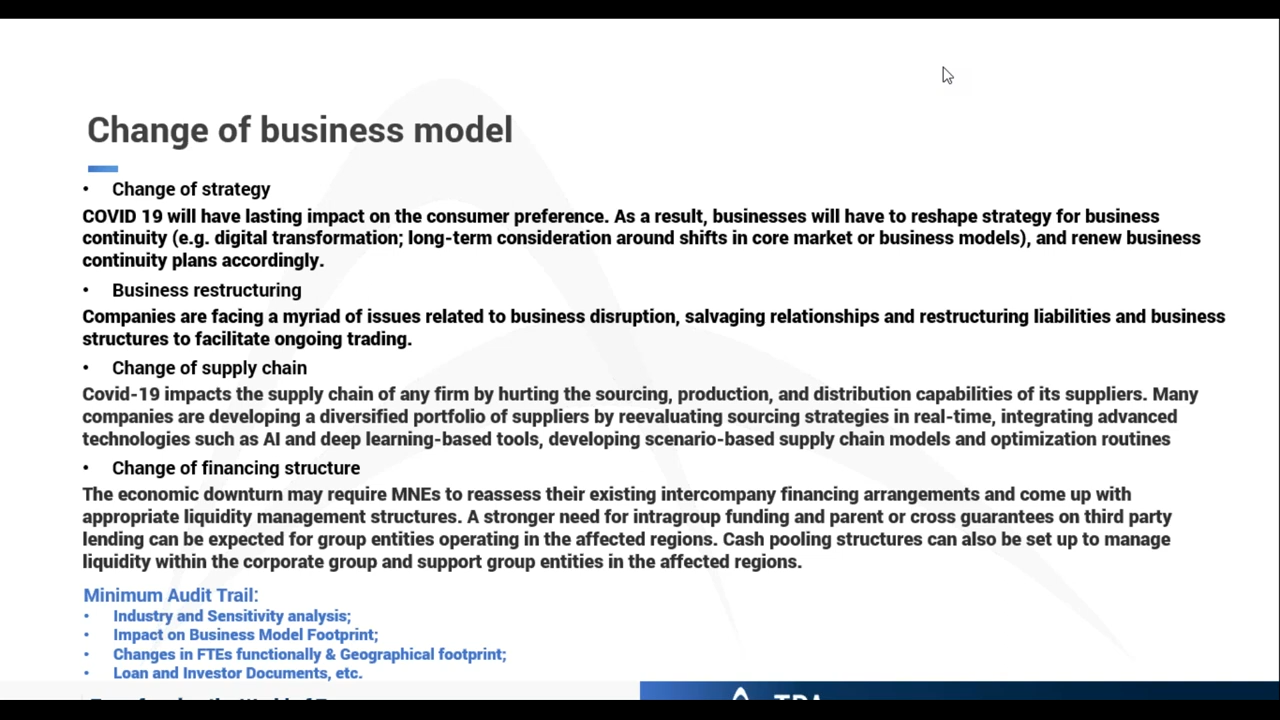 Change of business model
• Change of strategy
COVID 19 will have lasting impact on the consumer preference. As a result, businesses will have to reshape strategy for business
continuity (e.g. digital transformation; long-term consideration around shifts in core market or business models), and renew business
continuity plans accordingly.
• Business restructuring
Companies are facing a myriad of issues related to business disruption, salvaging relationships and restructuring liabilities and business
structures to facilitate ongoing trading.
• Change of supply chain
Covid-19 impacts the supply chain of any firm by hurting the sourcing, production, and distribution capabilities of its suppliers. Many
companies are developing a diversified portfolio of suppliers by reevaluating sourcing strategies in real-time, integrating advanced
technologies such as AI and deep learning-based tools, developing scenario-based supply chain models and optimization routines
• Change of financing structure
The economic downturn may require MNEs to reassess their existing intercompany financing arrangements and come up with
appropriate liquidity management structures. A stronger need for intragroup funding and parent or cross guarantees on third party
lending can be expected for group entities operating in the affected regions. Cash pooling structures can also be set up to manage
liquidity within the corporate group and support group entities in the affected regions.
Minimum Audit Trail:
• Industry and Sensitivity analysis;
• Impact on Business Model Footprint;
• Changes in FTEs functionally & Geographical footprint;
• Loan and Investor Documents, etc.
TPA